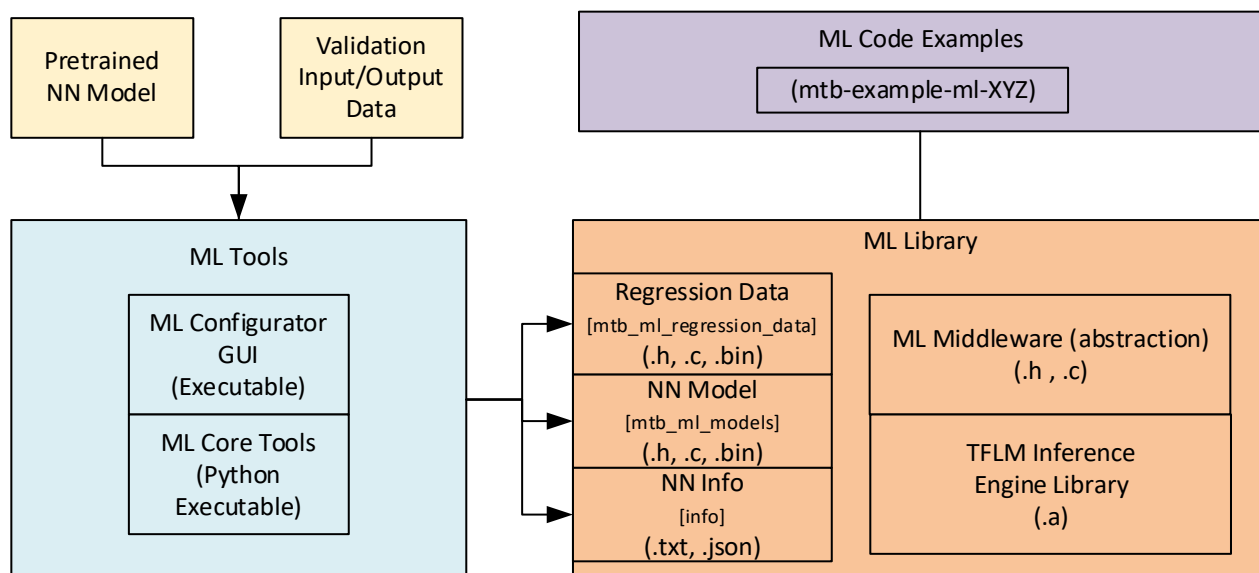 Pretrained
NN Model
Validation
Input/Output
Data
ML Code Examples
(mtb-example-ml-XYZ)
ML Tools
ML Configurator
GUI
(Executable)
ML Core Tools
(Python
Executable)
ML Library
Regression Data
[mtb_ml_regression_data]
(.h, .c, .bin)
NN Model
[mtb_ml_models]
(.h, .c, .bin)
NN Info
[info]
(.txt, .json)
ML Middleware (abstraction)
(.h , .c)
TFLM Inference
Engine Library
(.a)